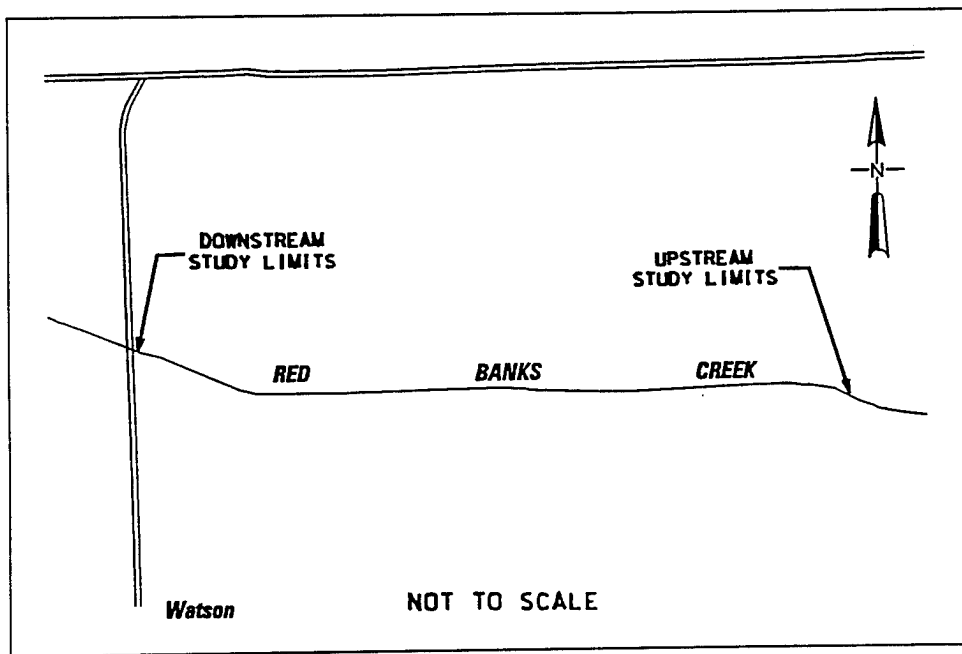 N
DOWNSTREAM
STUDY LIMITS
UPSTREAM
STUDY LIMITS
RED BANKS CREEK
Watson
NOT TO SCALE